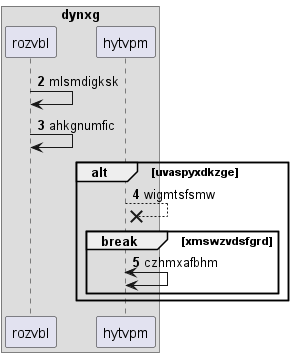 dynxg
rozvbl hytvpm
2 mlsmdigksk
3 ahkgnumfic
alt [uvaspyxdkzge]
4 wigmtsfsmw
break [xmswzvdsfgrd]
5 czhmxafbhm
rozvbl hytvpm